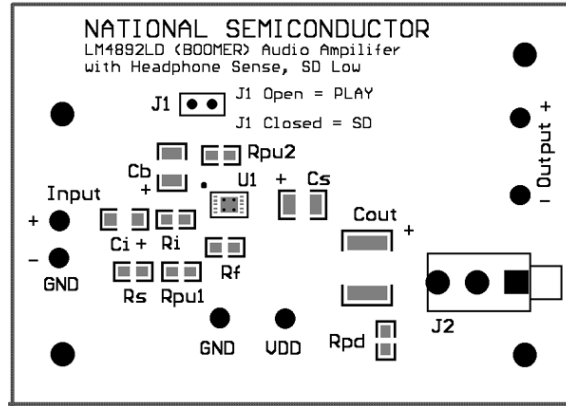 NATIONAL SEMICONDUCTOR
LM4892LD (BOOMER) Audio Ampilifer
with Headphone Sense, SD Low
J1
J1 Open = PLAY
J1 Closed = SD
Output +
-
Cb
+
Rpu2
U1
+ Cs
Input
+
-
GND
Ci +
Ri
Rf
Cout
+
Rs
Rpu1
GND
VDD
Rpd
J2